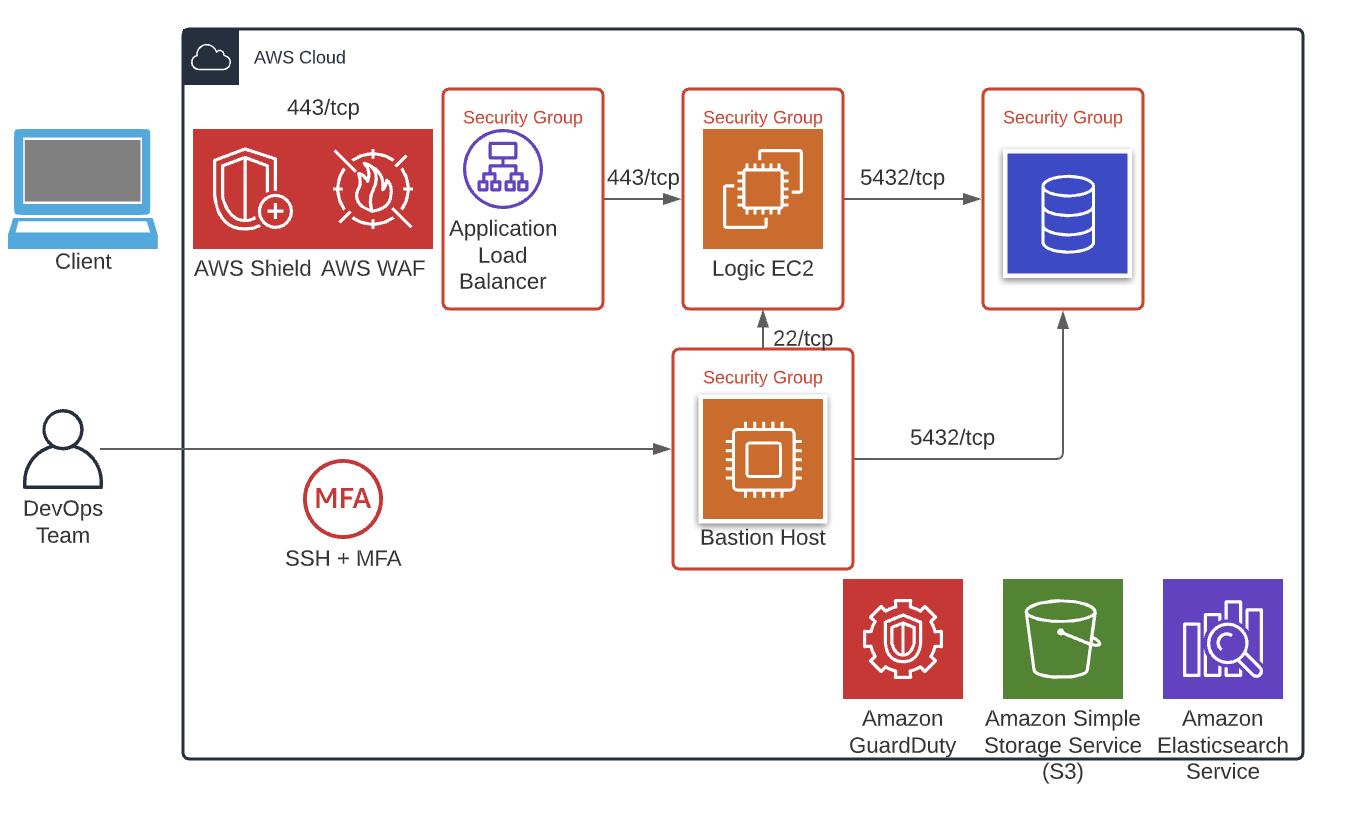 AWS Cloud
443/tcp
Security Group
Security Group
Security Group
443/tcp
5432/tcp
Client
AWS Shield
AWS WAF
Application
Load
Balancer
Logic EC2
22/tcp
Security Group
5432/tcp
MFA
DevOps
Team
SSH + MFA
Bastion Host
Amazon
GuardDuty
Amazon Simple
Storage Service
(S3)
Amazon
Elasticsearch
Service